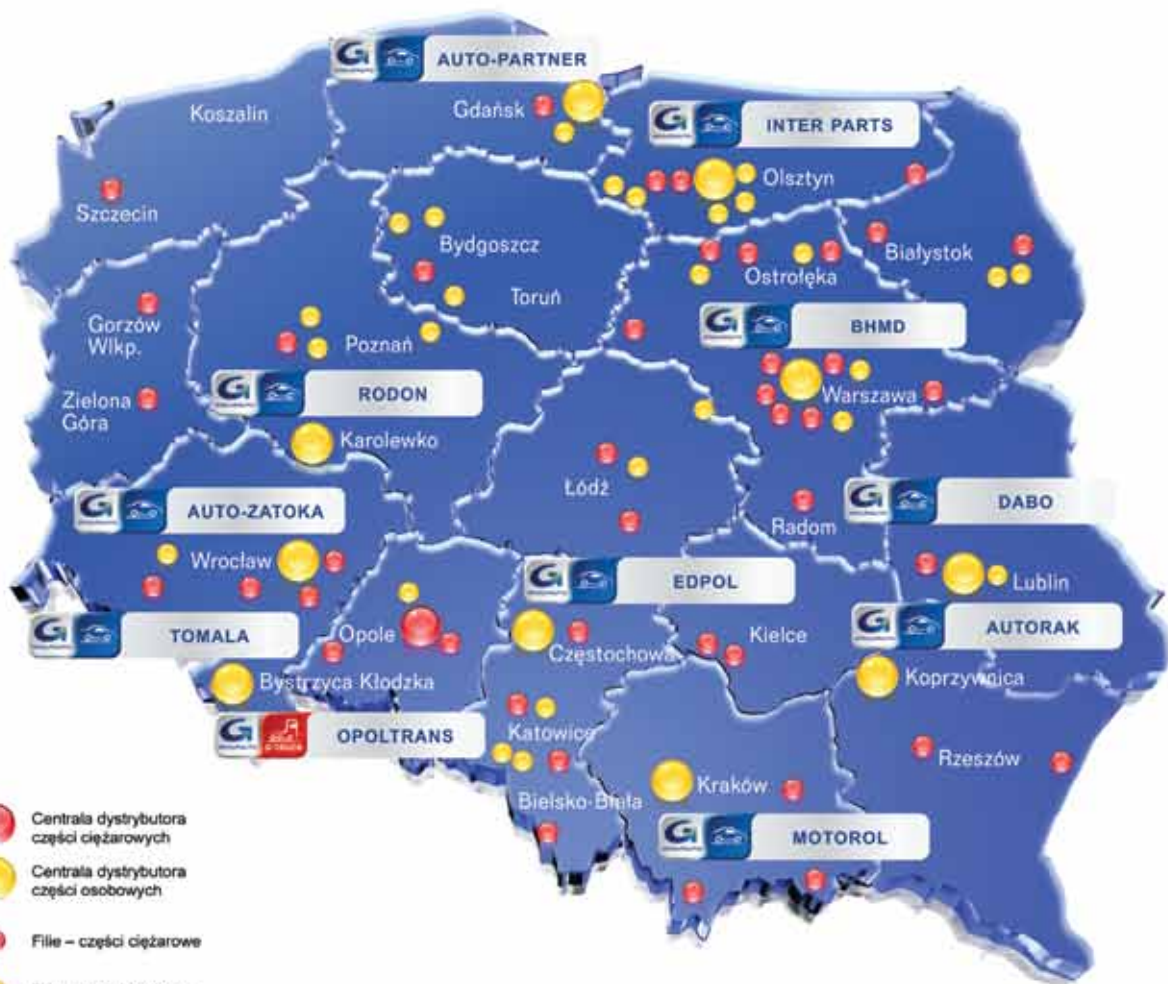 AUTO-PARTNER
Koszalin
Gdańsk
INTER PARTS
Olsztyn
Szczecin
Bydgoszcz
Białystok
Ostrołęka
Toruń
Gorzów
Wlkp.
Poznań
BHMD
RODON
Warszawa
Zielona
Góra
Karolewko
Łódź
AUTO-ZATOKA
DABO
Radom
Wrocław
EDPOL
Lublin
TOMALA
Opole
Częstochowa
Kielce
AUTORAK
Bystrzyca Kłodzka
Koprzywnica
OPOLTRANS
Katowice
Rzeszów
Kraków
Bielsko-Biała
MOTOROL
Centrala dystrybutora
części ciężarowych
Centrala dystrybutora
części osobowych
Filie – części ciężarowe